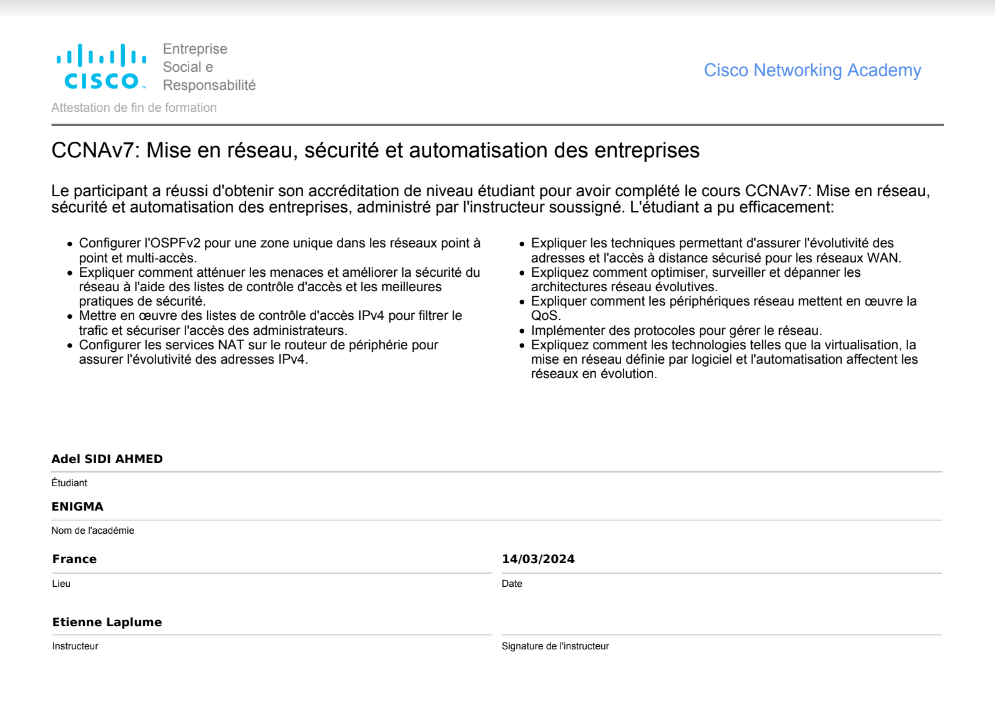 CISCO
Entreprise
Social e
Responsabilité
Cisco Networking Academy
Attestation de fin de formation
CCNAv7: Mise en réseau, sécurité et automatisation des entreprises
Le participant a réussi d'obtenir son accréditation de niveau étudiant pour avoir complété le cours CCNAv7: Mise en réseau,
sécurité et automatisation des entreprises, administré par l'instructeur soussigné. L'étudiant a pu efficacement:
• Configurer l'OSPFv2 pour une zone unique dans les réseaux point à
point et multi-accès.
• Expliquer comment atténuer les menaces et améliorer la sécurité du
réseau à l'aide des listes de contrôle d'accès et les meilleures
pratiques de sécurité.
• Mettre en œuvre des listes de contrôle d'accès IPv4 pour filtrer le
trafic et sécuriser l'accès des administrateurs.
• Configurer les services NAT sur le routeur de périphérie pour
assurer l'évolutivité des adresses IPv4.
• Expliquer les techniques permettant d'assurer l'évolutivité des
adresses et l'accès à distance sécurisé pour les réseaux WAN.
• Expliquez comment optimiser, surveiller et dépanner les
architectures réseau évolutives.
• Expliquer comment les périphériques réseau mettent en œuvre la
QoS.
• Implémenter des protocoles pour gérer le réseau.
• Expliquez comment les technologies telles que la virtualisation, la
mise en réseau définie par logiciel et l'automatisation affectent les
réseaux en évolution.
Adel SIDI AHMED
Étudiant
ENIGMA
Nom de l'académie
France
Lieu
14/03/2024
Date
Etienne Laplume
Instructeur
Signature de l'instructeur